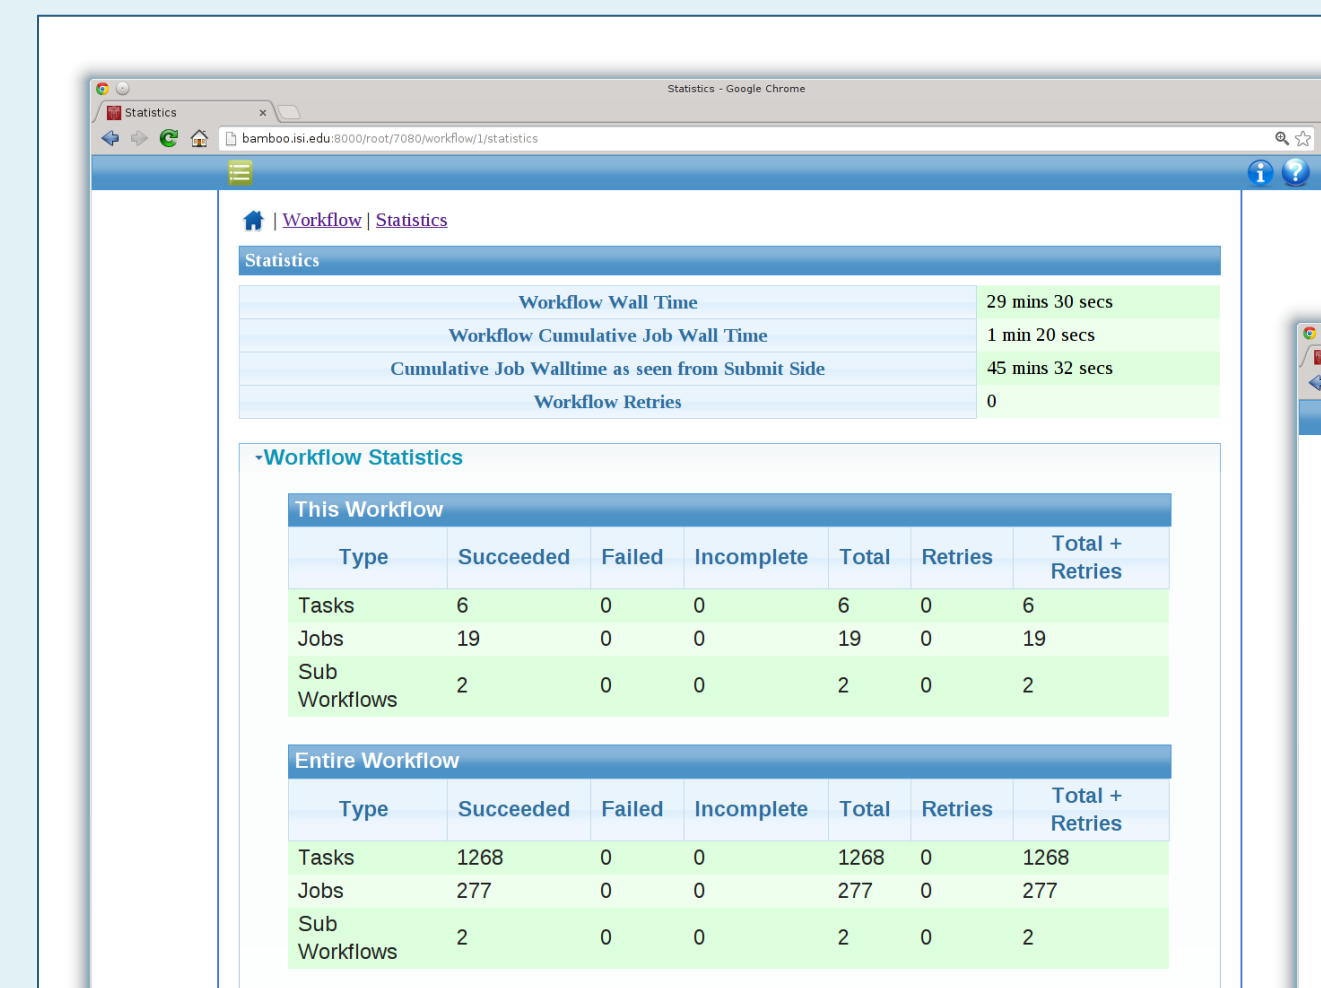 Statistics - Google Chrome
Statistics ×
bamboo.isi.edu:8000/root/7080/workflow/1/statistics
| Workflow | Statistics
Statistics
Workflow Wall Time 29 mins 30 secs
Workflow Cumulative Job Wall Time 1 min 20 secs
Cumulative Job Walltime as seen from Submit Side 45 mins 32 secs
Workflow Retries 0
Workflow Statistics
This Workflow
Type Succeeded Failed Incomplete Total Retries Total + Retries
Tasks 6 0 0 6 0 6
Jobs 19 0 0 19 0 19
Sub Workflows 2 0 0 2 0 2
Entire Workflow
Type Succeeded Failed Incomplete Total Retries Total + Retries
Tasks 1268 0 0 1268 0 1268
Jobs 277 0 0 277 0 277
Sub Workflows 2 0 0 2 0 2